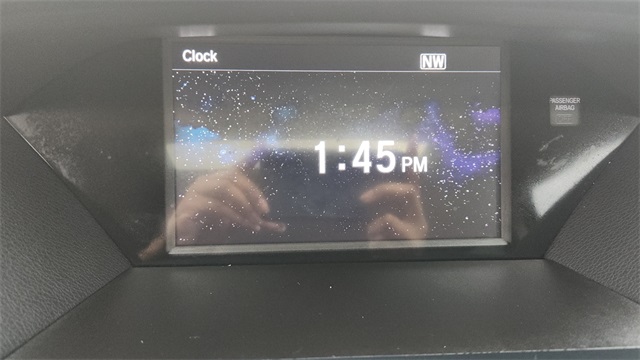 Clock
NW
PASSENGER
AIRBAG
1:45 PM